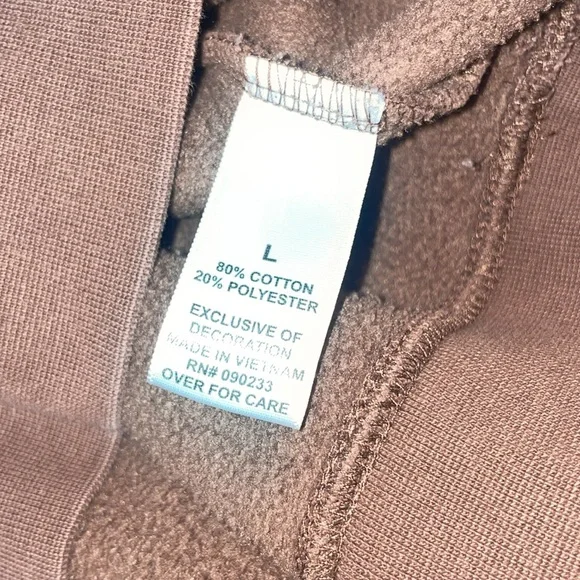 L
80% COTTON
20% POLYESTER
EXCLUSIVE OF
DECORATION
MADE IN VIETNAM
RN# 090233
OVER FOR CARE